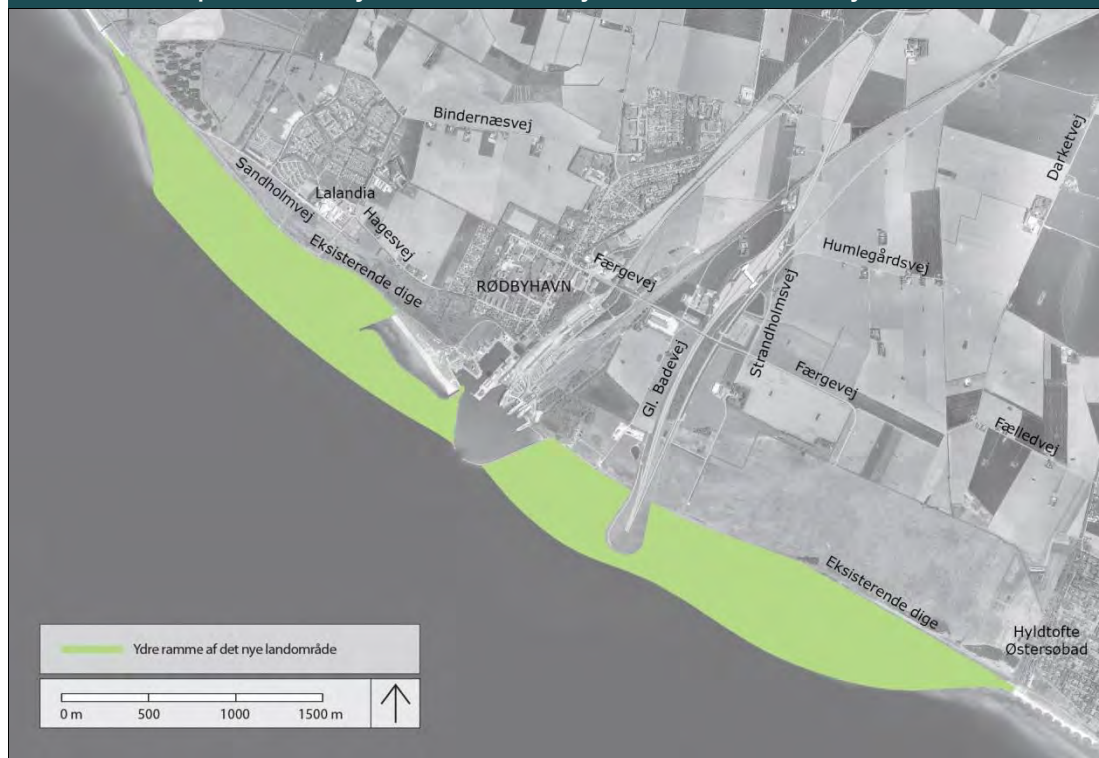 Bindernæsvej
Darketvej
Sandholmvej
Lalandia
Hagesvej
Eksisterende dige
RØDBYHAVN
Færgevej
Humlegårdsvej
Strandholmsvej
Gl. Badevej
Færgevej
Fælledvej
Eksisterende dige
Hyldtofte
Østersøbad
Ydre ramme af det nye landområde
0 m 500 1000 1500 m